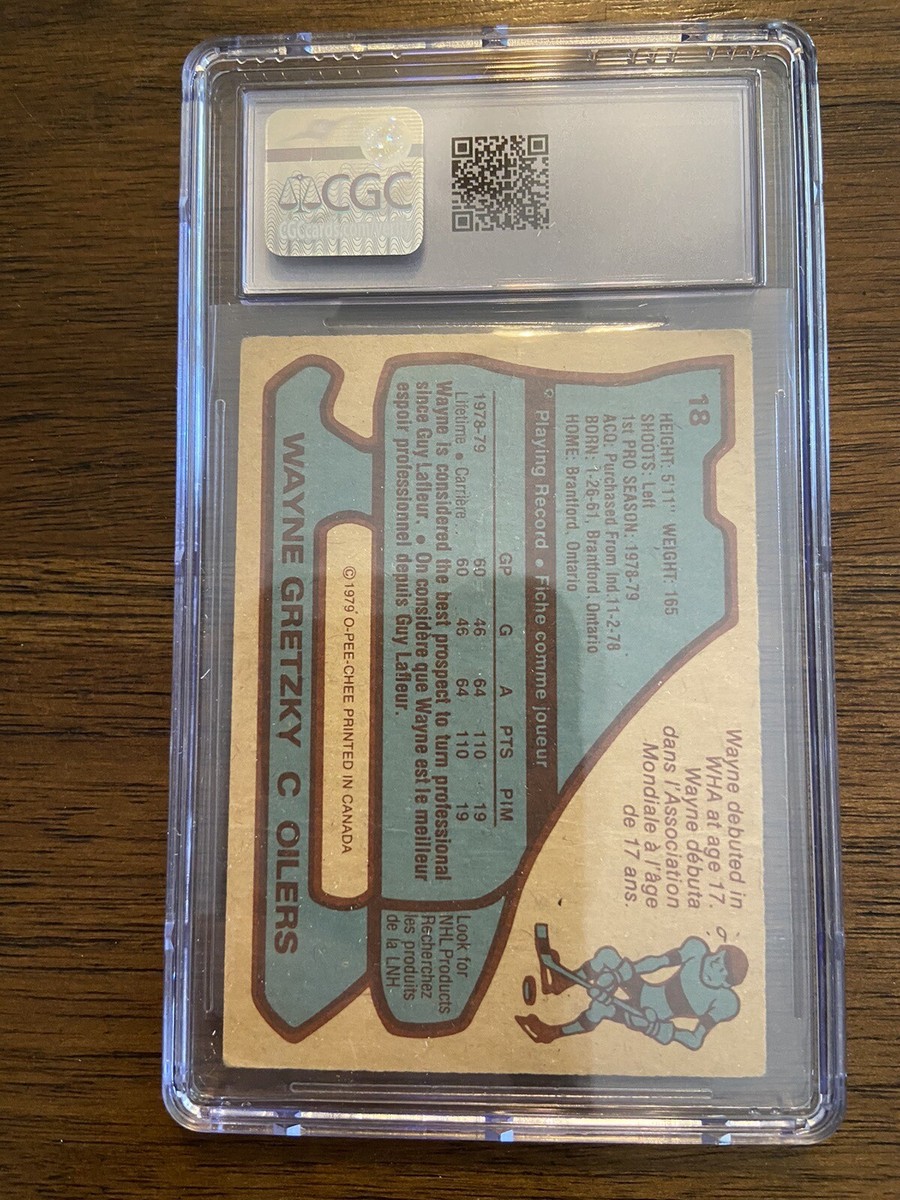 CGC
CGCcards.com/verify
18
HEIGHT: 5'11" WEIGHT: 165
SHOOTS: Left
1st PRO SEASON: 1978-79
ACQ: Purchased From Ind. 11-2-78
BORN: 1-26-61, Brantford, Ontario
HOME: Brantford, Ontario
Wayne debuted in
WHA at age 17.
Wayne débuta
dans l'Association
Mondiale à l'âge
de 17 ans.
Playing Record • Fiche comme joueur
GP G A PTS PIM
1978-79 60 46 64 110 19
Lifetime • Carrière 60 46 64 110 19
Wayne is considered the best prospect to turn professional
since Guy Lafleur. • On considère que Wayne est le meilleur
espoir professionnel depuis Guy Lafleur.
Look for
NHL Products
Recherchez
les produits
de la LNH.
© 1979 O-PEE-CHEE PRINTED IN CANADA
WAYNE GRETZKY C OILERS